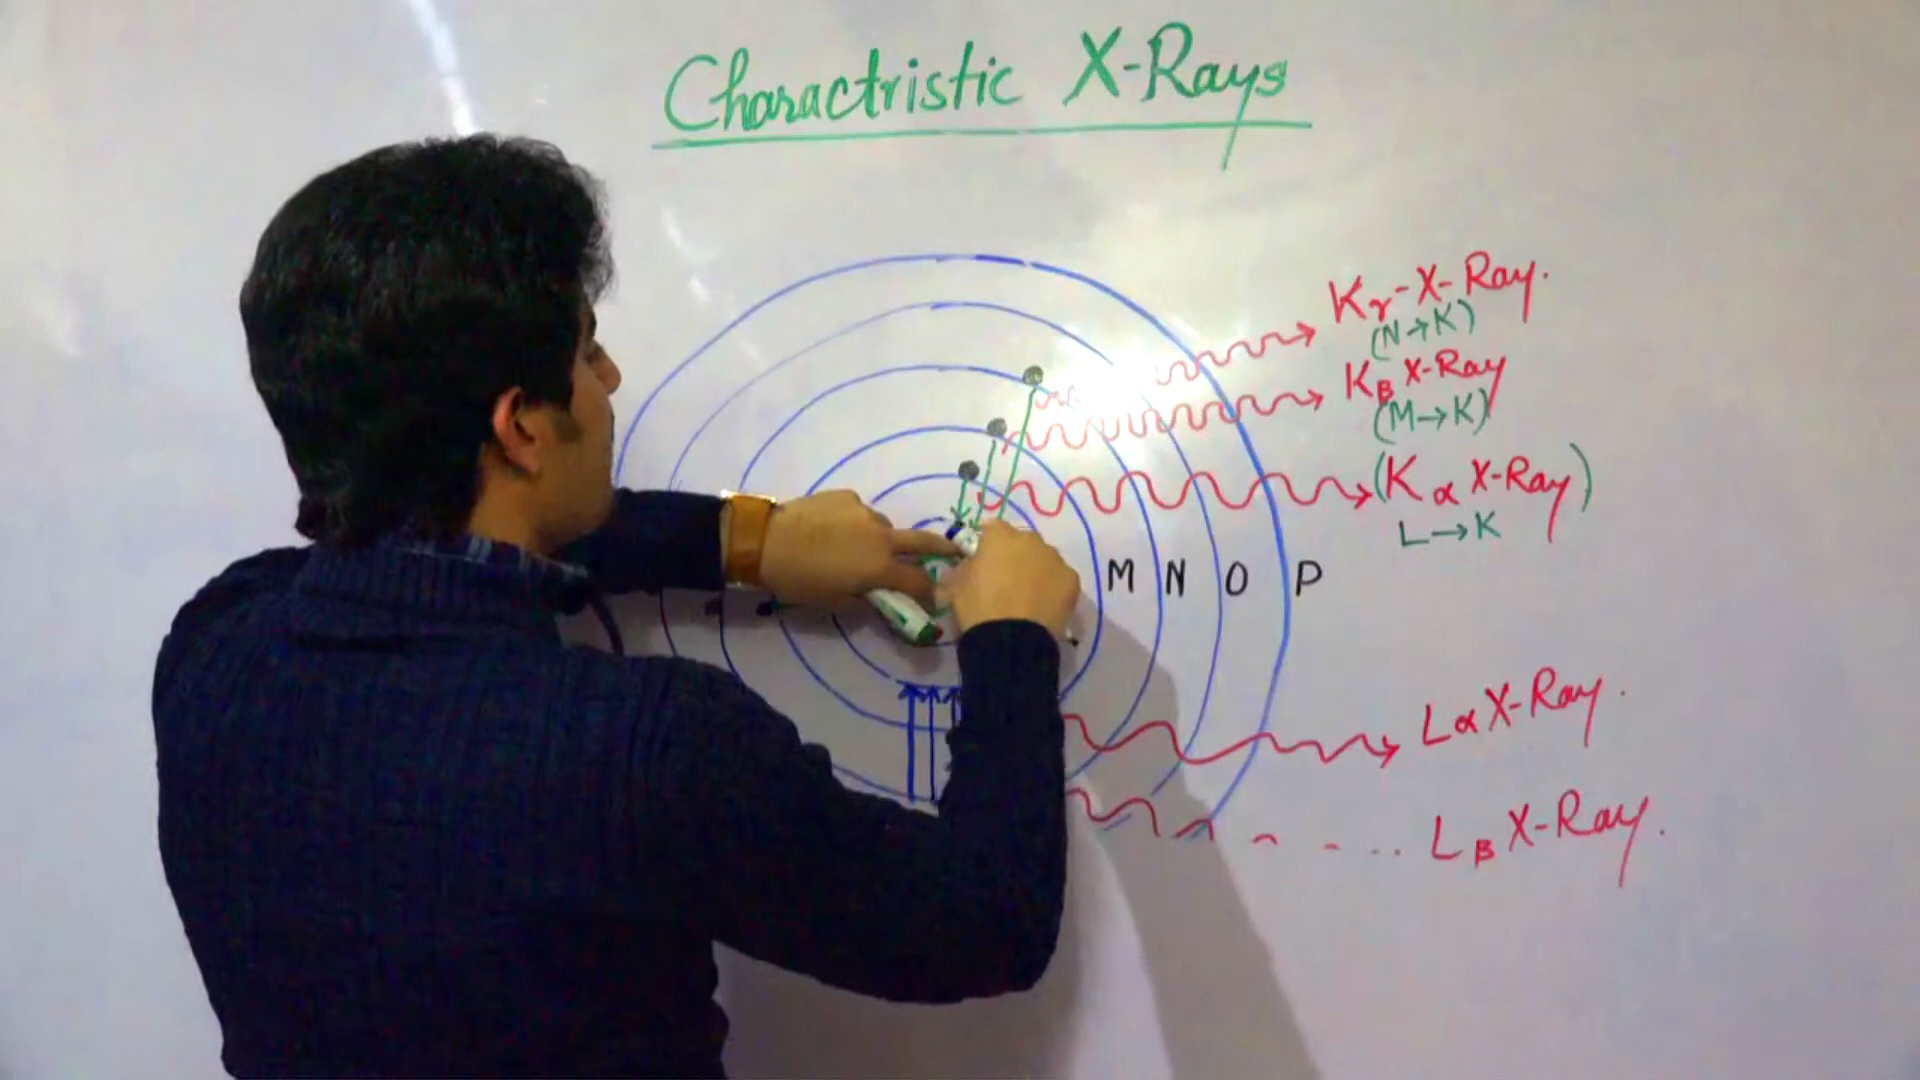 Charactristic X-Rays
Kγ-X-Ray.
(N→K)
Kβ X-Ray
(M→K)
(Kα X-Ray)
L→K
M N O P
Lα X-Ray.
Lβ X-Ray.